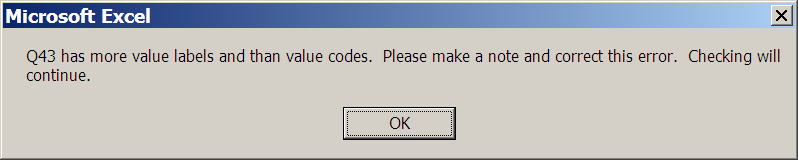 Microsoft Excel
Q43 has more value labels and than value codes.  Please make a note and correct this error.  Checking will
continue.
OK